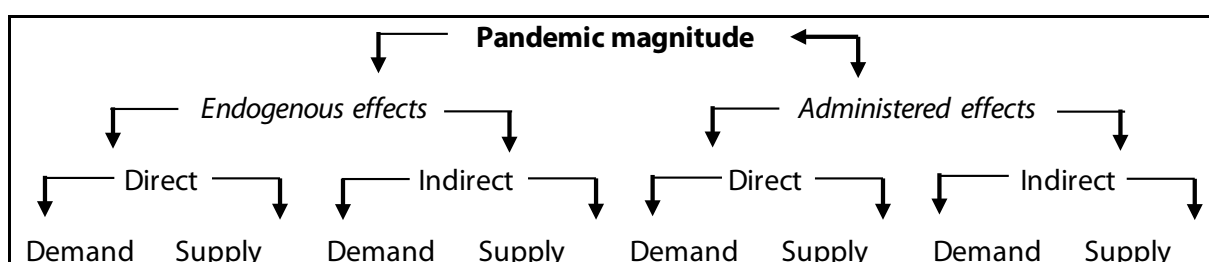 Pandemic magnitude
Endogenous effects Administered effects
Direct Indirect Direct Indirect
Demand Supply Demand Supply Demand Supply Demand Supply